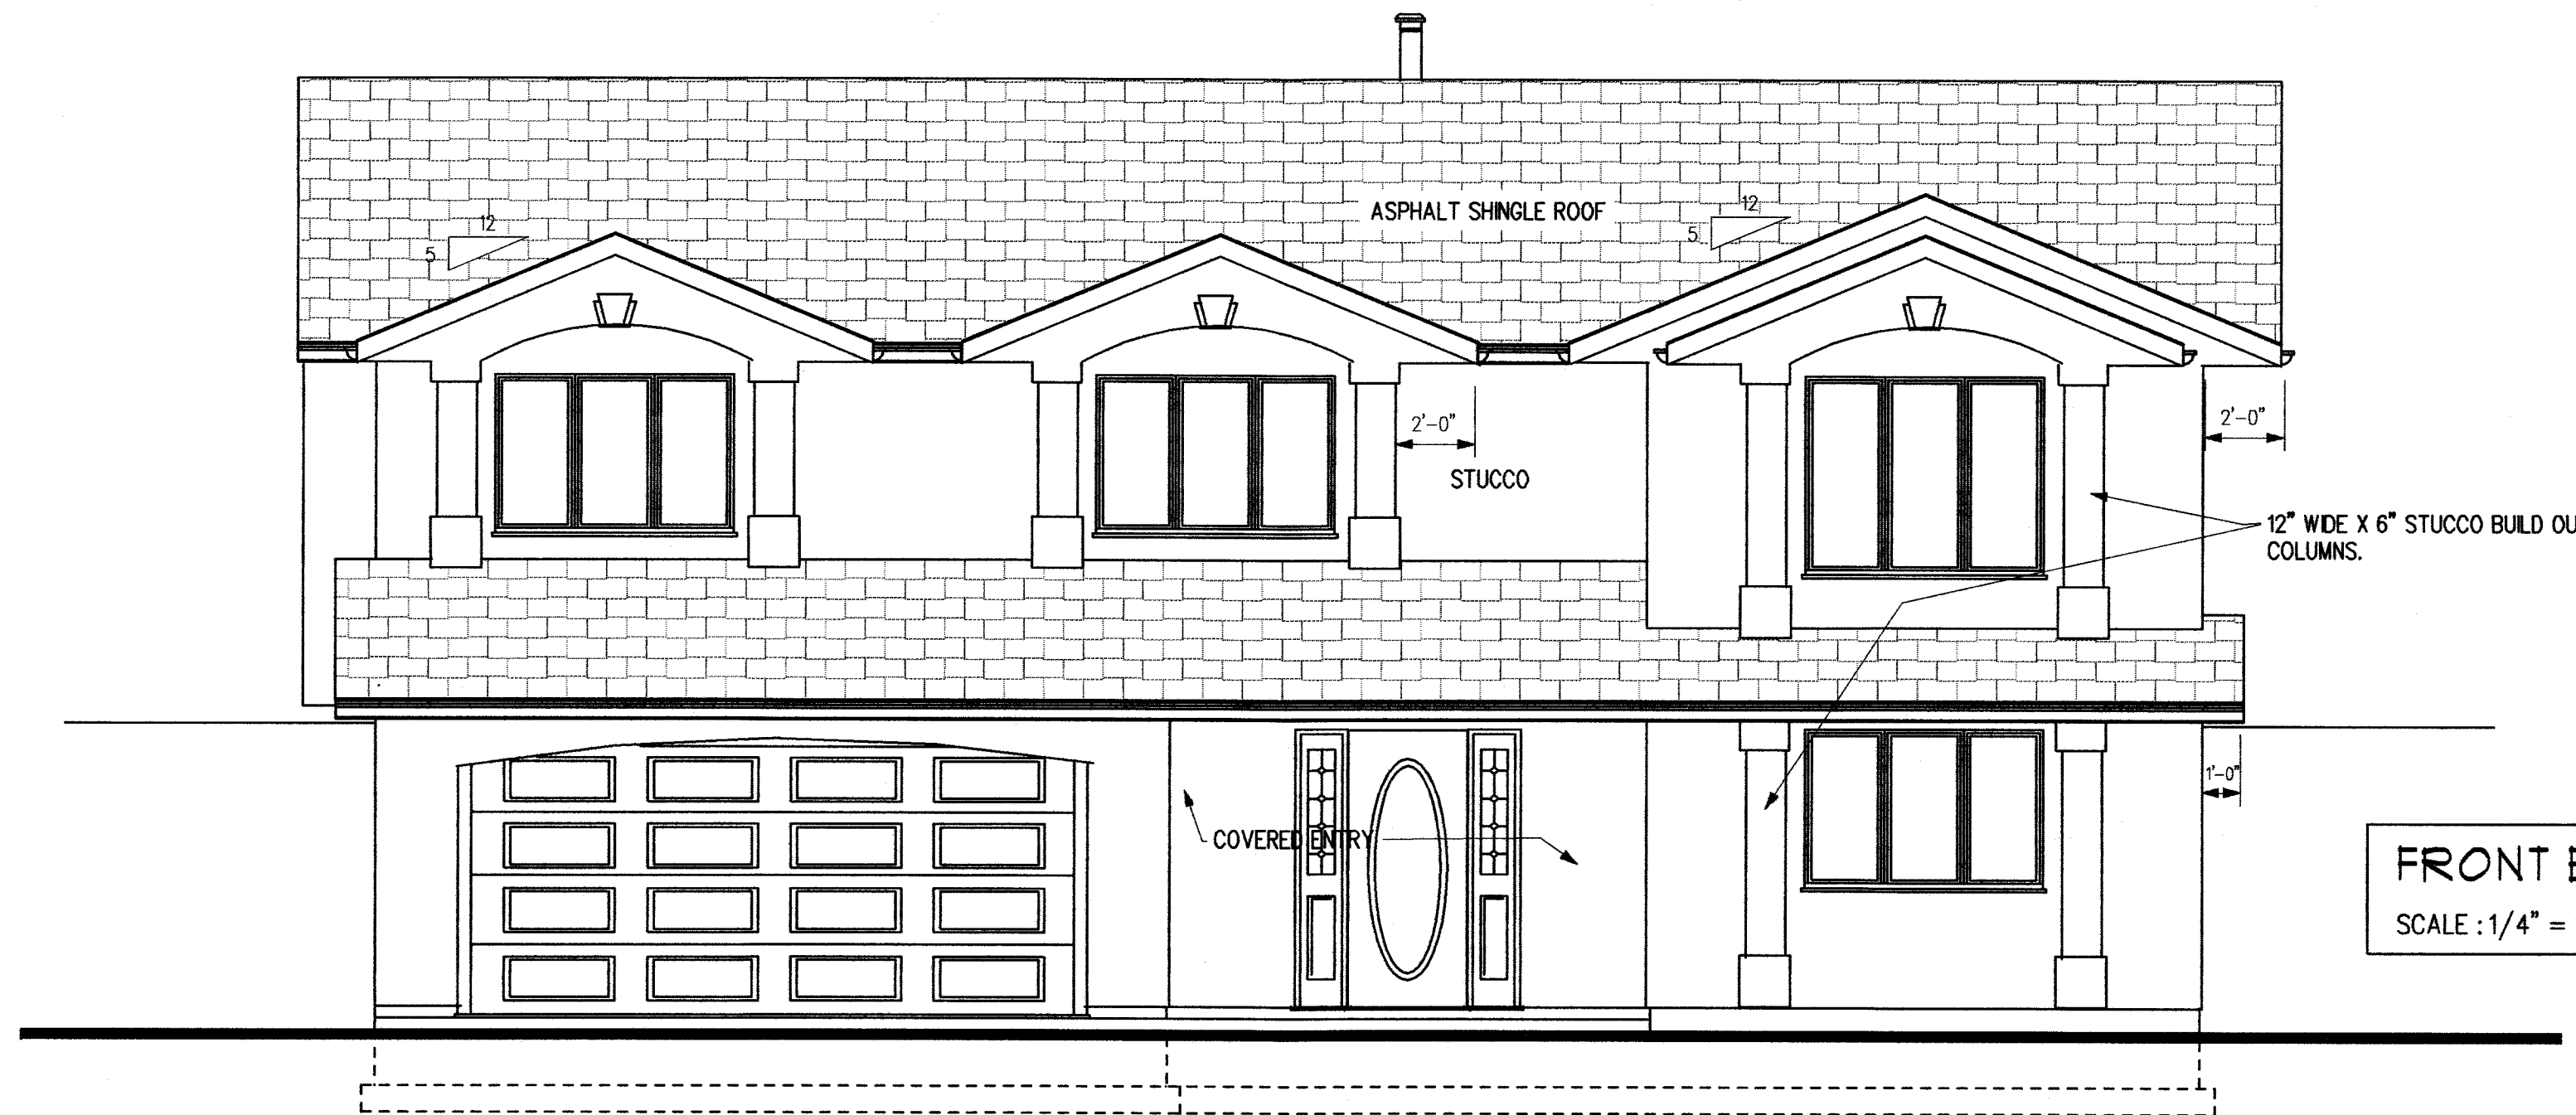 12
5
ASPHALT SHINGLE ROOF
12
5
2'-0"
2'-0"
STUCCO
12" WIDE X 6" STUCCO BUILD
COLUMNS.
1'-0"
COVERED ENTRY
FRONT
SCALE : 1/4" =